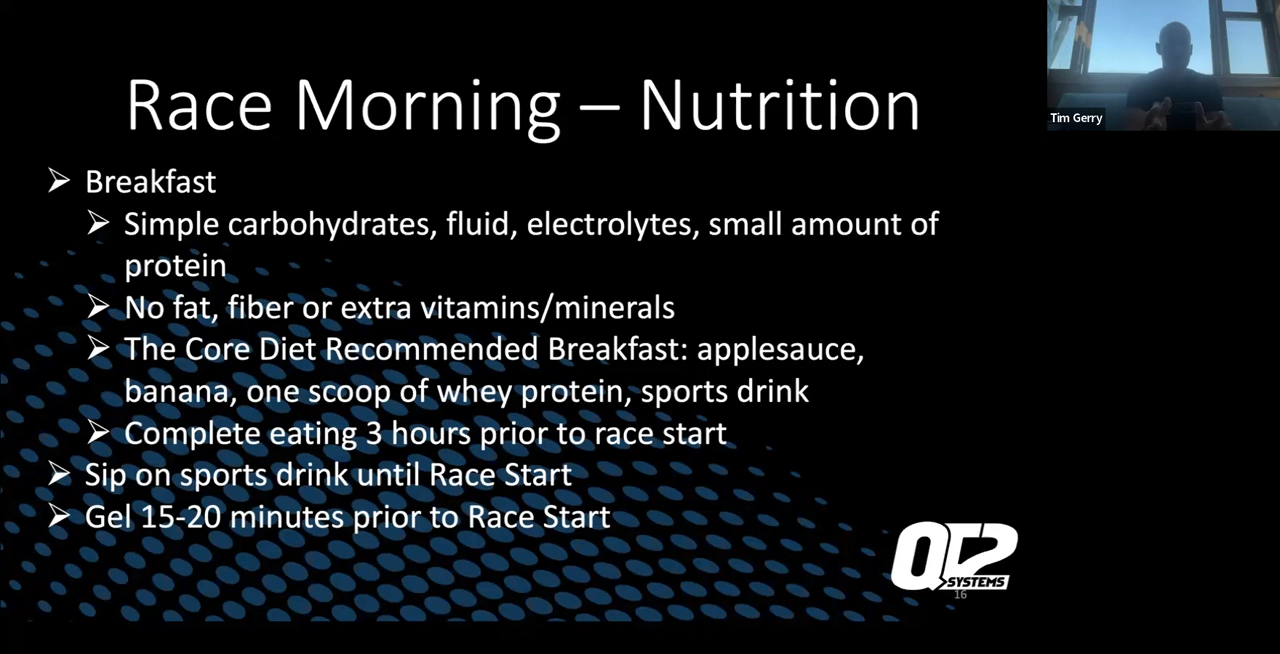 Race Morning – Nutrition
Tim Gerry
Breakfast
Simple carbohydrates, fluid, electrolytes, small amount of
protein
No fat, fiber or extra vitamins/minerals
The Core Diet Recommended Breakfast: applesauce,
banana, one scoop of whey protein, sports drink
Complete eating 3 hours prior to race start
Sip on sports drink until Race Start
Gel 15-20 minutes prior to Race Start
QT2
SYSTEMS
16